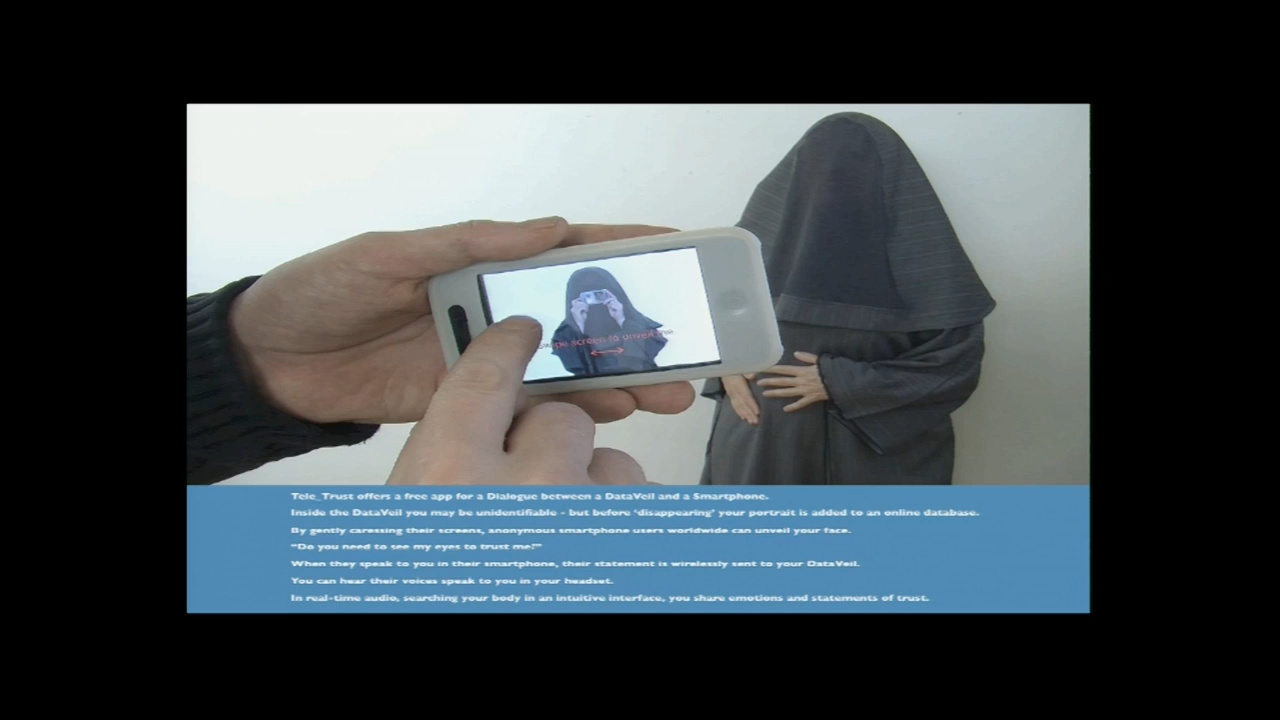 screen to unveil
Tele_Trust offers a free app for a Dialogue between a DataVeil and a Smartphone.
Inside the DataVeil you may be unidentifiable - but before ‘disappearing’ your portrait is added to an online database.
By gently caressing their screens, anonymous smartphone users worldwide can unveil your face.
“Do you need to see my eyes to trust me?”
When they speak to you in their smartphone, their statement is wirelessly sent to your DataVeil.
You can hear their voices speak to you in your headset.
In real-time audio, searching your body in an intuitive interface, you share emotions and statements of trust.